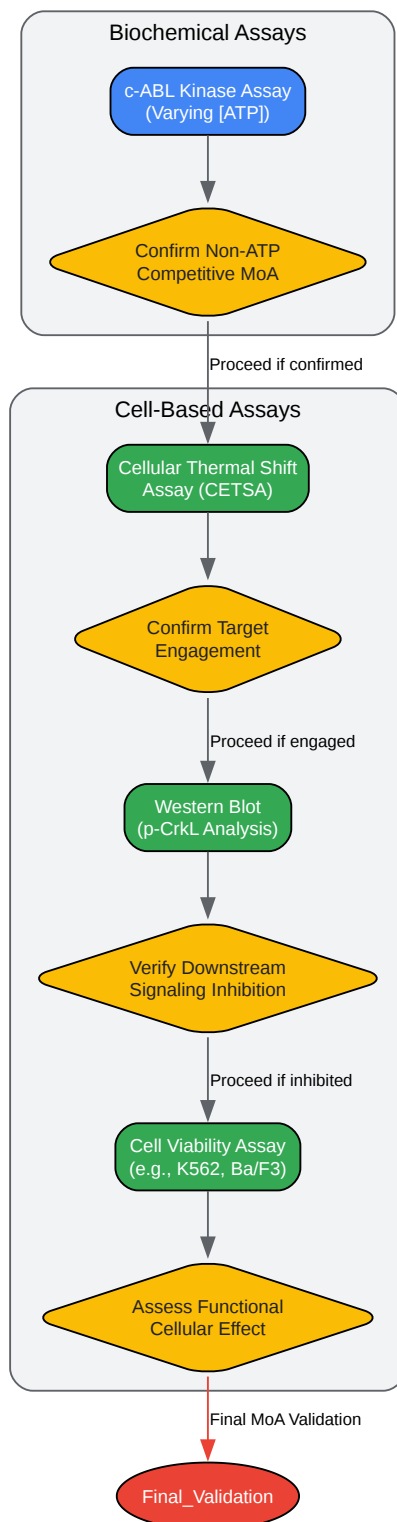 Biochemical Assays
c-ABL Kinase Assay
(Varying [ATP])
Confirm Non-ATP
Competitive MoA
Proceed if confirmed
Cell-Based Assays
Cellular Thermal Shift
Assay (CETSA)
Confirm Target
Engagement
Proceed if engaged
Western Blot
(p-CrkL Analysis)
Verify Downstream
Signaling Inhibition
Proceed if inhibited
Cell Viability Assay
(e.g., K562, Ba/F3)
Assess Functional
Cellular Effect
Final MoA Validation
Final_Validation